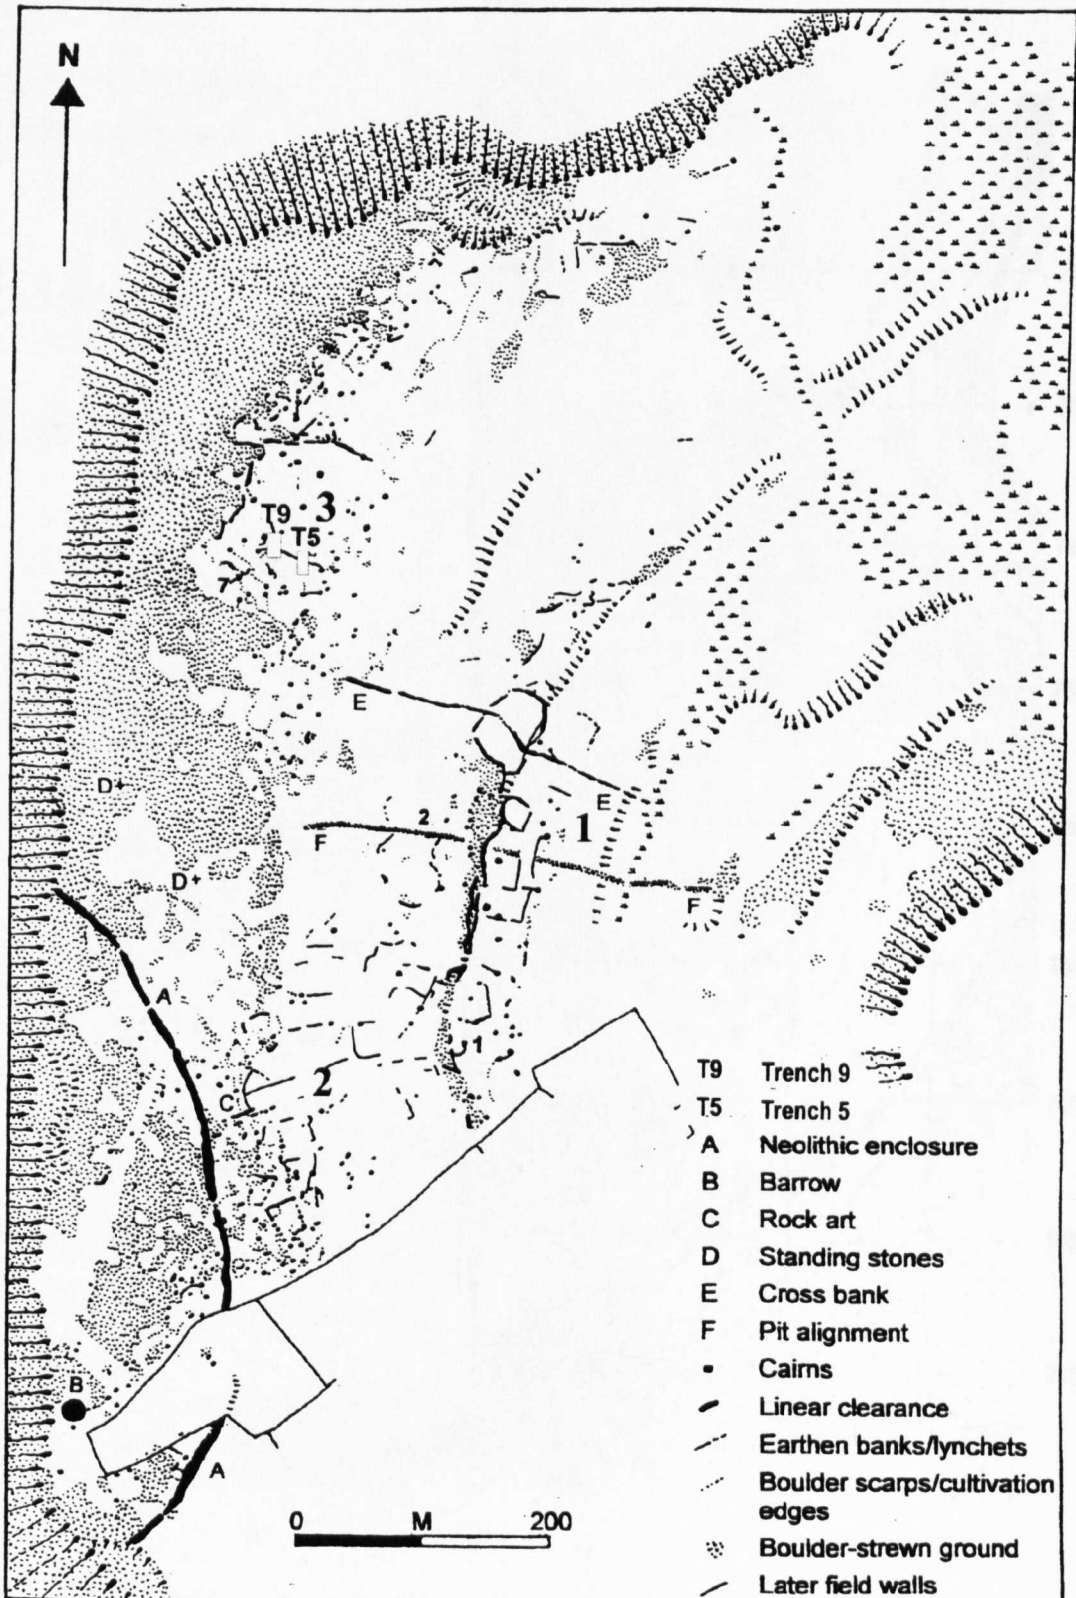 N
T9
3
T5
E
D+
E
1
2
F
D+
F
A
1
2
C
T9 Trench 9
T5 Trench 5
A Neolithic enclosure
B Barrow
C Rock art
D Standing stones
E Cross bank
F Pit alignment
Cairns
Linear clearance
Earthen banks/lynchets
Boulder scarps/cultivation
edges
Boulder-strewn ground
Later field walls
B
A
0 M 200